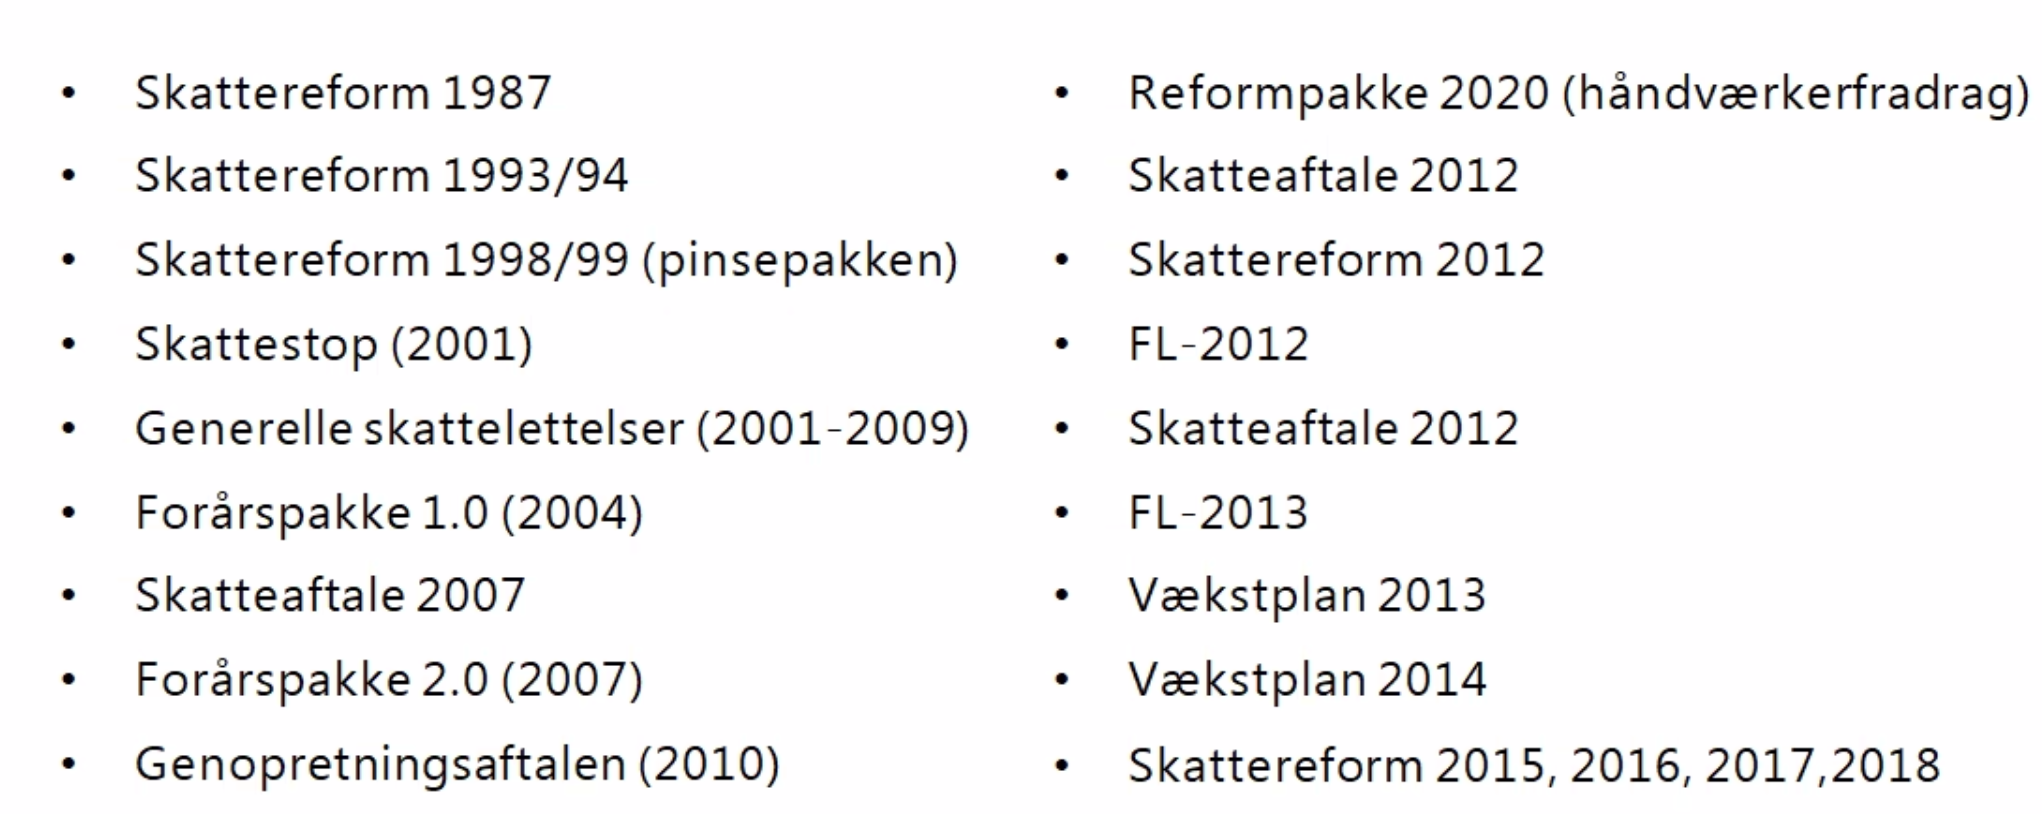 • Skattereform 1987
• Skattereform 1993/94
• Skattereform 1998/99 (pinsepakken)
• Skattestop (2001)
• Generelle skattelettelser (2001-2009)
• Forårspakke 1.0 (2004)
• Skatteaftale 2007
• Forårspakke 2.0 (2007)
• Genopretningsaftalen (2010)
• Reformpakke 2020 (håndværkerfradrag)
• Skatteaftale 2012
• Skattereform 2012
• FL-2012
• Skatteaftale 2012
• FL-2013
• Vækstplan 2013
• Vækstplan 2014
• Skattereform 2015, 2016, 2017,2018